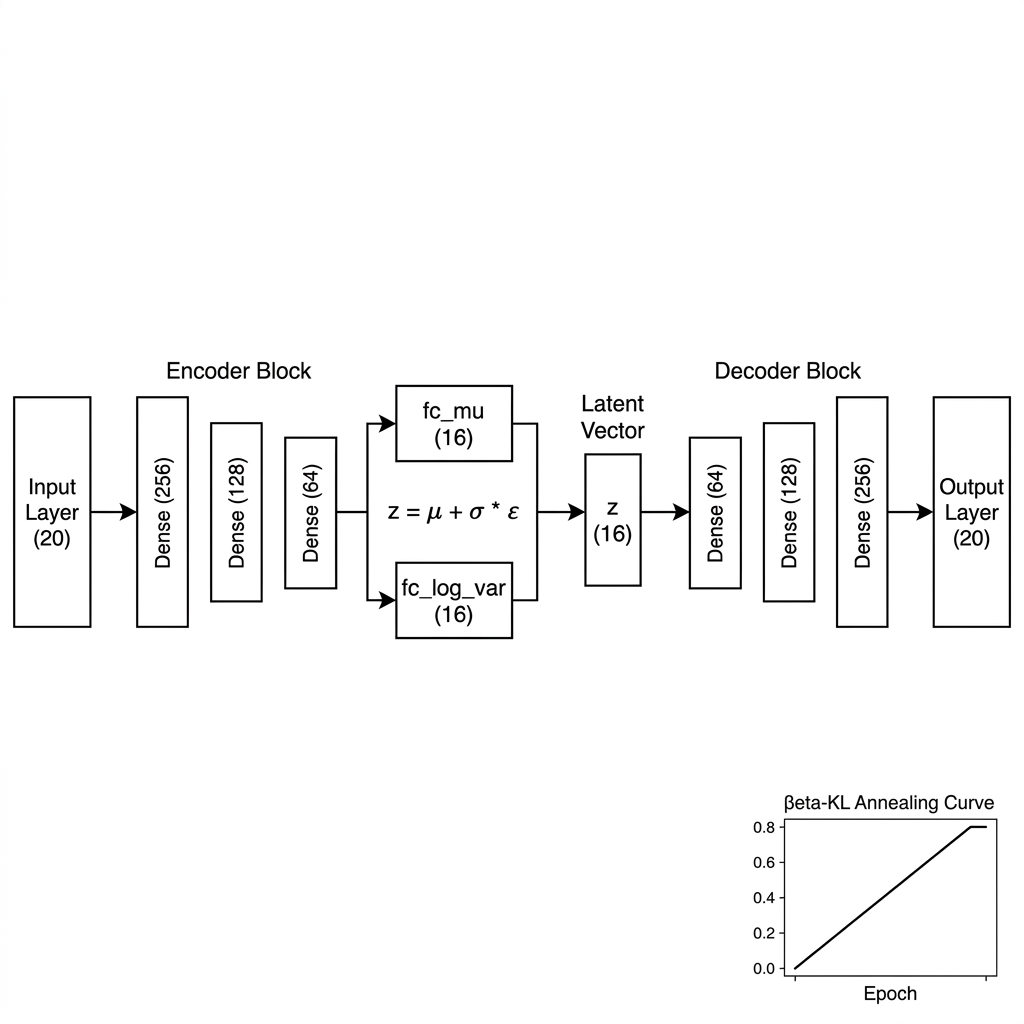 Encoder Block
Decoder Block
Input
Layer
(20)
Dense (256)
Dense (128)
Dense (64)
fc_mu
(16)
z = μ + σ * ε
fc_log_var
(16)
Latent
Vector
z
(16)
Dense (64)
Dense (128)
Dense (256)
Output
Layer
(20)
βeta-KL Annealing Curve
0.8
0.6
0.4
0.2
0.0
Epoch